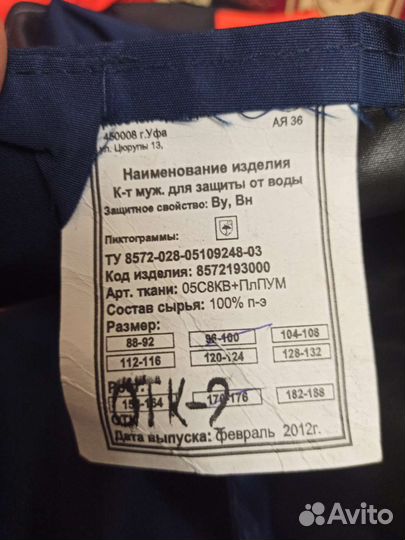 АЯ 36
450008 г.Уфа
ул. Цюрупы 13,
Наименование изделия
К-т муж. для защиты от воды
Защитное свойство: Ву, Вн
Пиктограммы:
ТУ 8572-028-05109248-03
Код изделия: 8572193000
Арт. ткани: 05С8КВ+ПлПУМ
Состав сырья: 100% п-э
Размер:
88-92 96-100 104-108
112-116 120-124 128-132
170-176 182-188
ОТК-9
Дата выпуска: февраль 2012г.
Avito